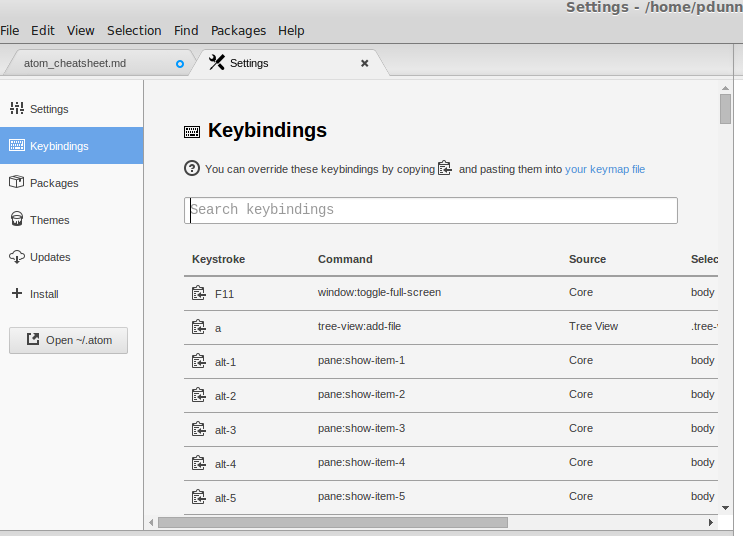 Settings - /home/pdunn
File Edit View Selection Find Packages Help
atom_cheatsheet.md Settings
Settings
Keybindings
Packages
Themes
Updates
Install
Open ~/.atom
Keybindings
You can override these keybindings by copying and pasting them into your keymap file
Search keybindings
Keystroke Command Source Selec
F11 window:toggle-full-screen Core body
a tree-view:add-file Tree View .tree-v
alt-1 pane:show-item-1 Core body
alt-2 pane:show-item-2 Core body
alt-3 pane:show-item-3 Core body
alt-4 pane:show-item-4 Core body
alt-5 pane:show-item-5 Core body